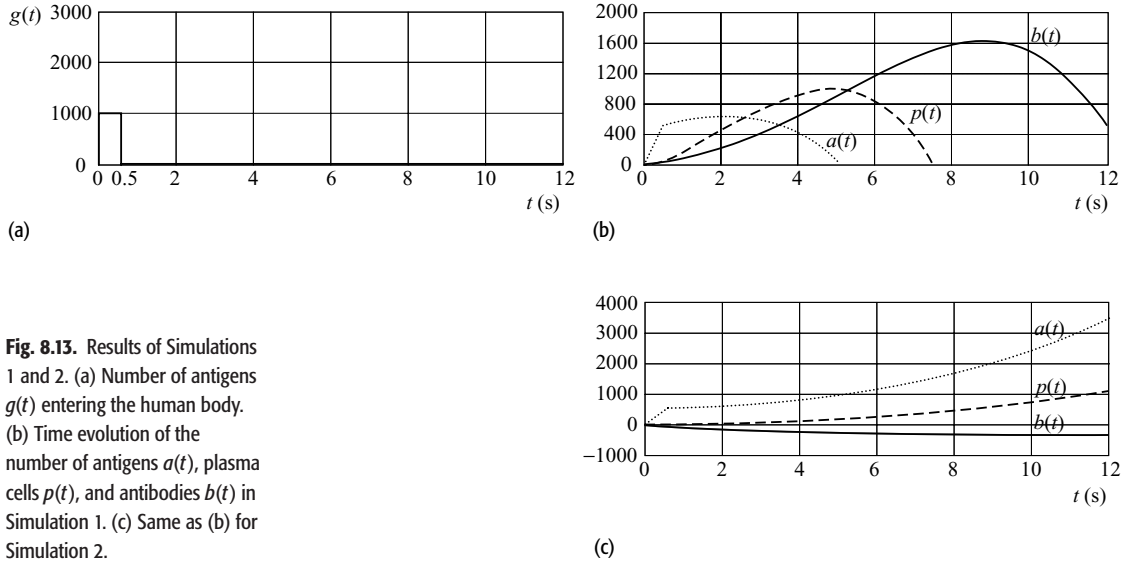 g(t)
3000
2000
1000
0
0 0.5 2 4 6 8 10 12
t (s)
(a)
2000
1600
1200
800
400
0
b(t)
p(t)
a(t)
0 2 4 6 8 10 12
t (s)
(b)
Fig. 8.13. Results of Simulations
1 and 2. (a) Number of antigens
g(t) entering the human body.
(b) Time evolution of the
number of antigens a(t), plasma
cells p(t), and antibodies b(t) in
Simulation 1. (c) Same as (b) for
Simulation 2.
4000
3000
2000
1000
0
−1000
a(t)
p(t)
b(t)
0 2 4 6 8 10 12
t (s)
(c)